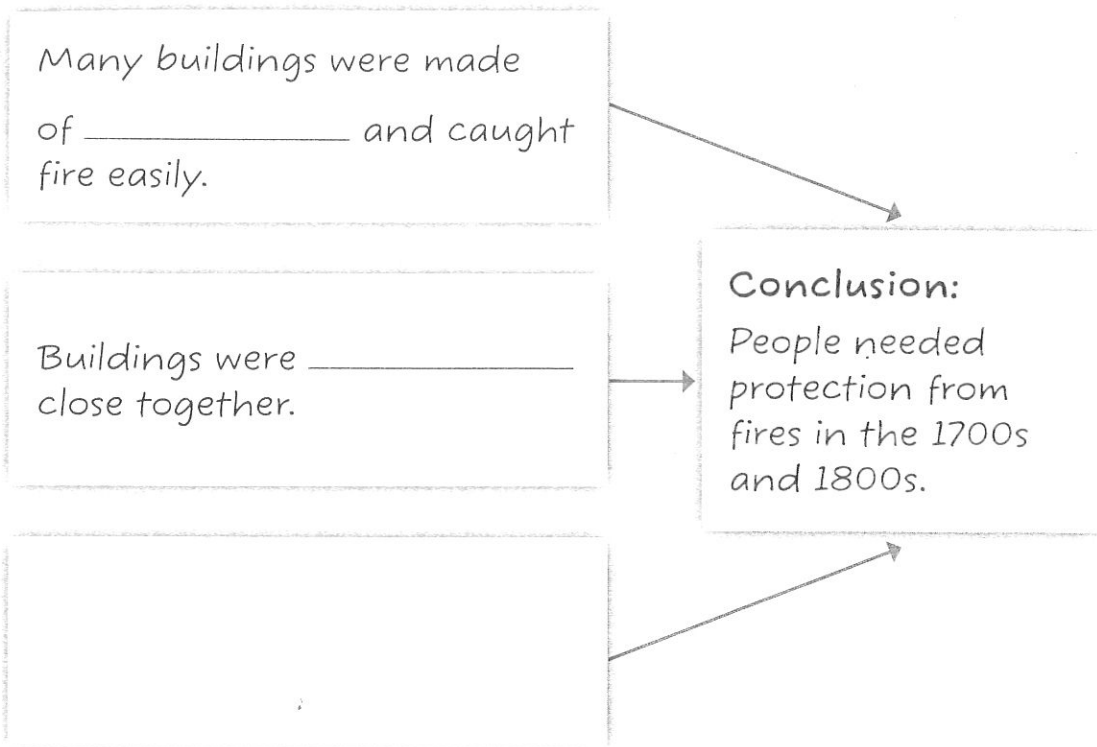 Many buildings were made
of ______________ and caught
fire easily.
Buildings were ______________
close together.
Conclusion:
People needed
protection from
fires in the 1700s
and 1800s.